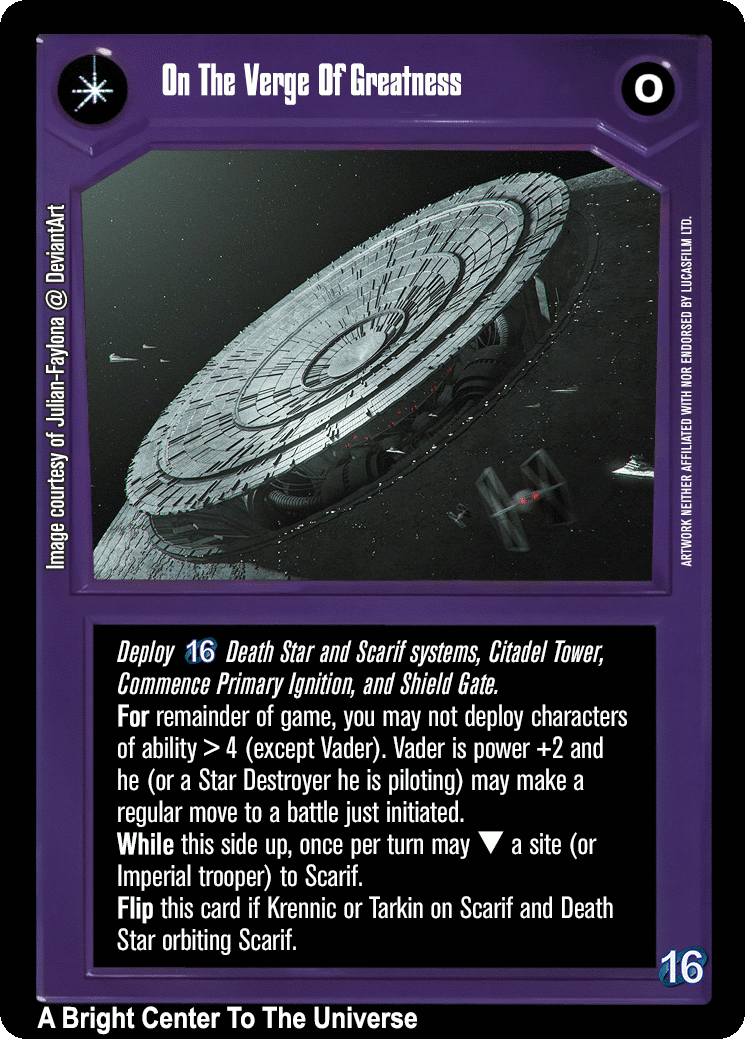 On The Verge Of Greatness
O
Image courtesy of Julian-Faylona @ DeviantArt
ARTWORK NEITHER AFFILIATED WITH NOR ENDORSED BY LUCASFILM LTD.
Deploy 16 Death Star and Scarif systems, Citadel Tower,
Commence Primary Ignition, and Shield Gate.
For remainder of game, you may not deploy characters
of ability > 4 (except Vader). Vader is power +2 and
he (or a Star Destroyer he is piloting) may make a
regular move to a battle just initiated.
While this side up, once per turn may ▼ a site (or
Imperial trooper) to Scarif.
Flip this card if Krennic or Tarkin on Scarif and Death
Star orbiting Scarif.
16
A Bright Center To The Universe